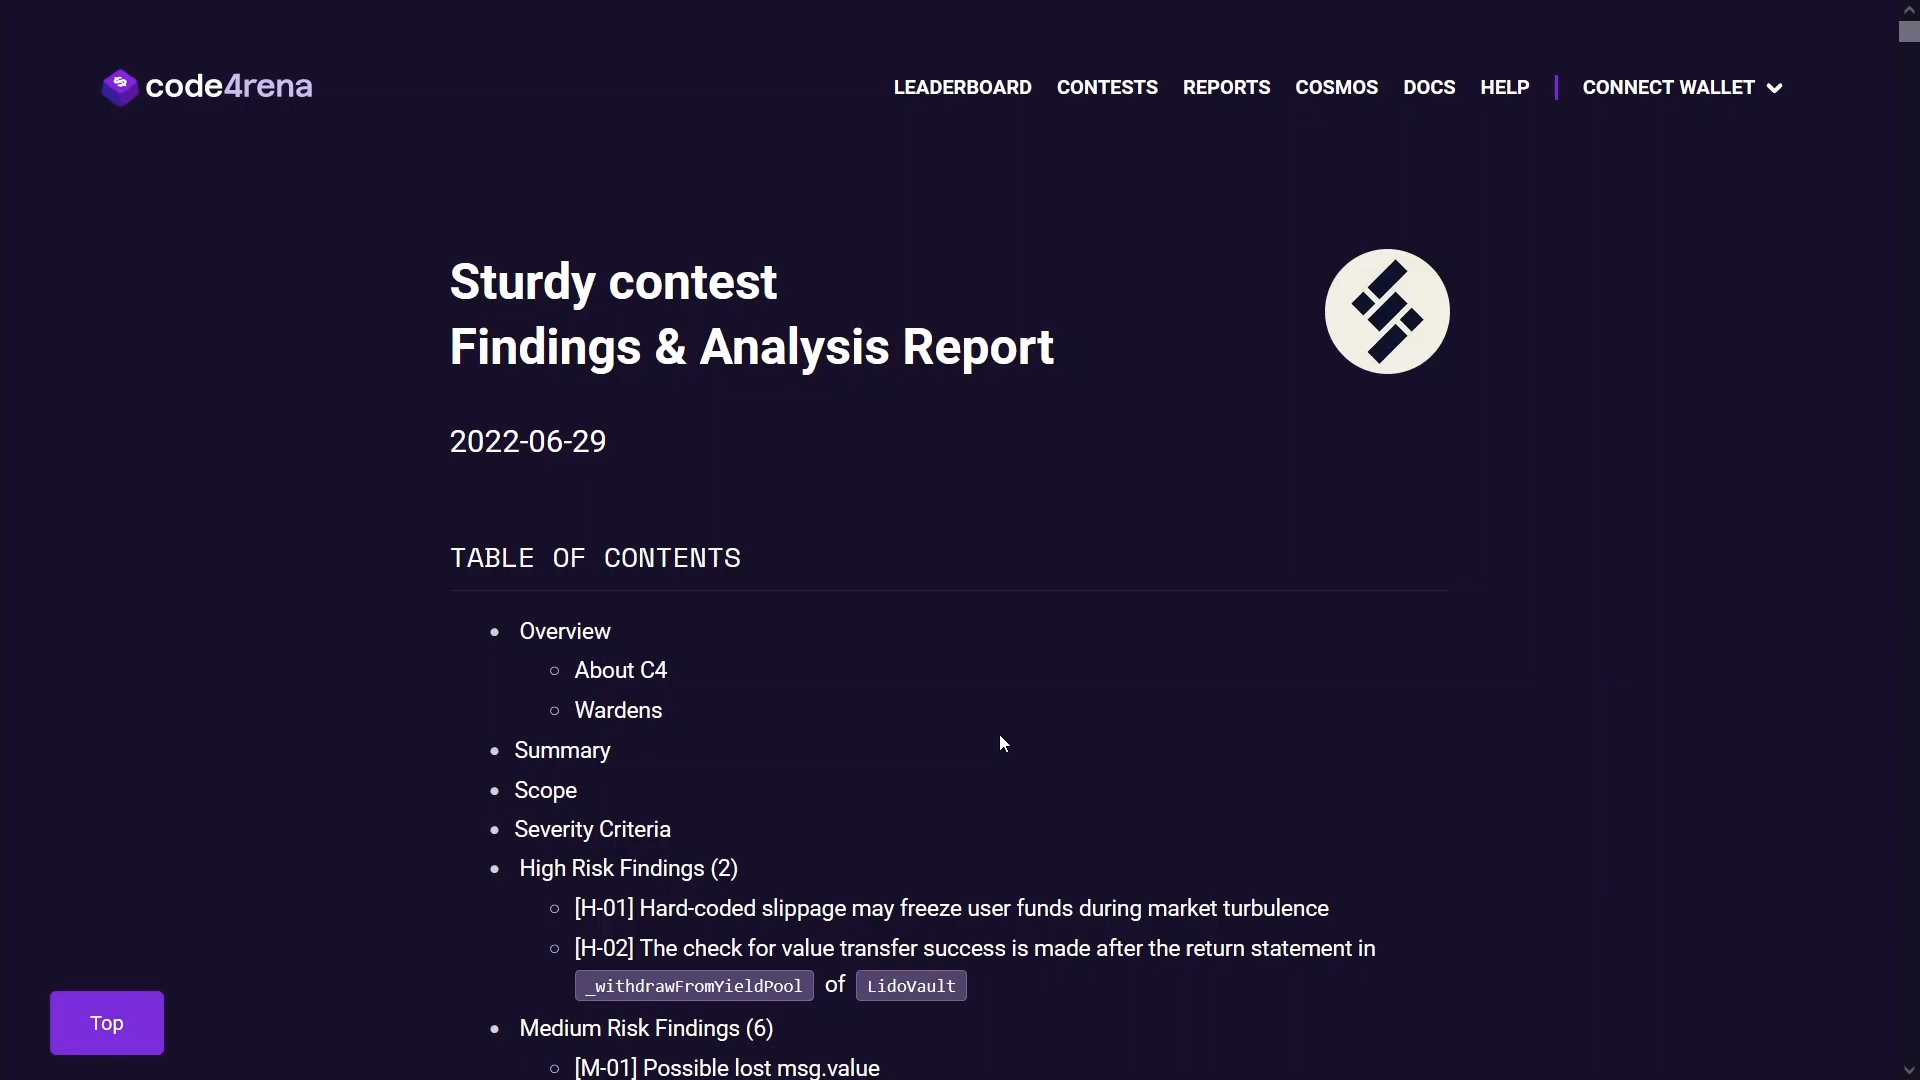 code4rena
LEADERBOARD CONTESTS REPORTS COSMOS DOCS HELP CONNECT WALLET
Sturdy contest
Findings & Analysis Report
2022-06-29
TABLE OF CONTENTS
Overview
About C4
Wardens
Summary
Scope
Severity Criteria
High Risk Findings (2)
[H-01] Hard-coded slippage may freeze user funds during market turbulence
[H-02] The check for value transfer success is made after the return statement in
_withdrawFromYieldPool of LidoVault
Medium Risk Findings (6)
[M-01] Possible lost msg.value
Top